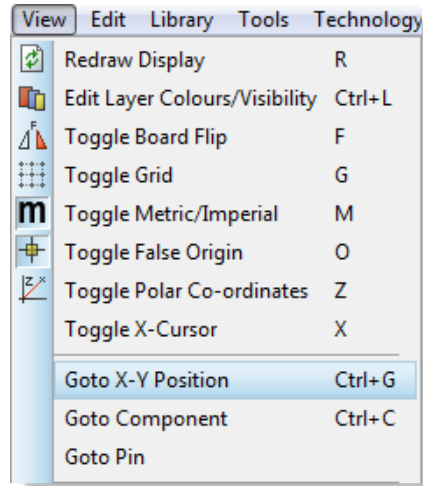 View Edit Library Tools Technology
Redraw Display R
Edit Layer Colours/Visibility Ctrl+L
F
Toggle Board Flip F
Toggle Grid G
m Toggle Metric/Imperial M
Toggle False Origin O
z x Toggle Polar Co-ordinates Z
Toggle X-Cursor X
Goto X-Y Position Ctrl+G
Goto Component Ctrl+C
Goto Pin